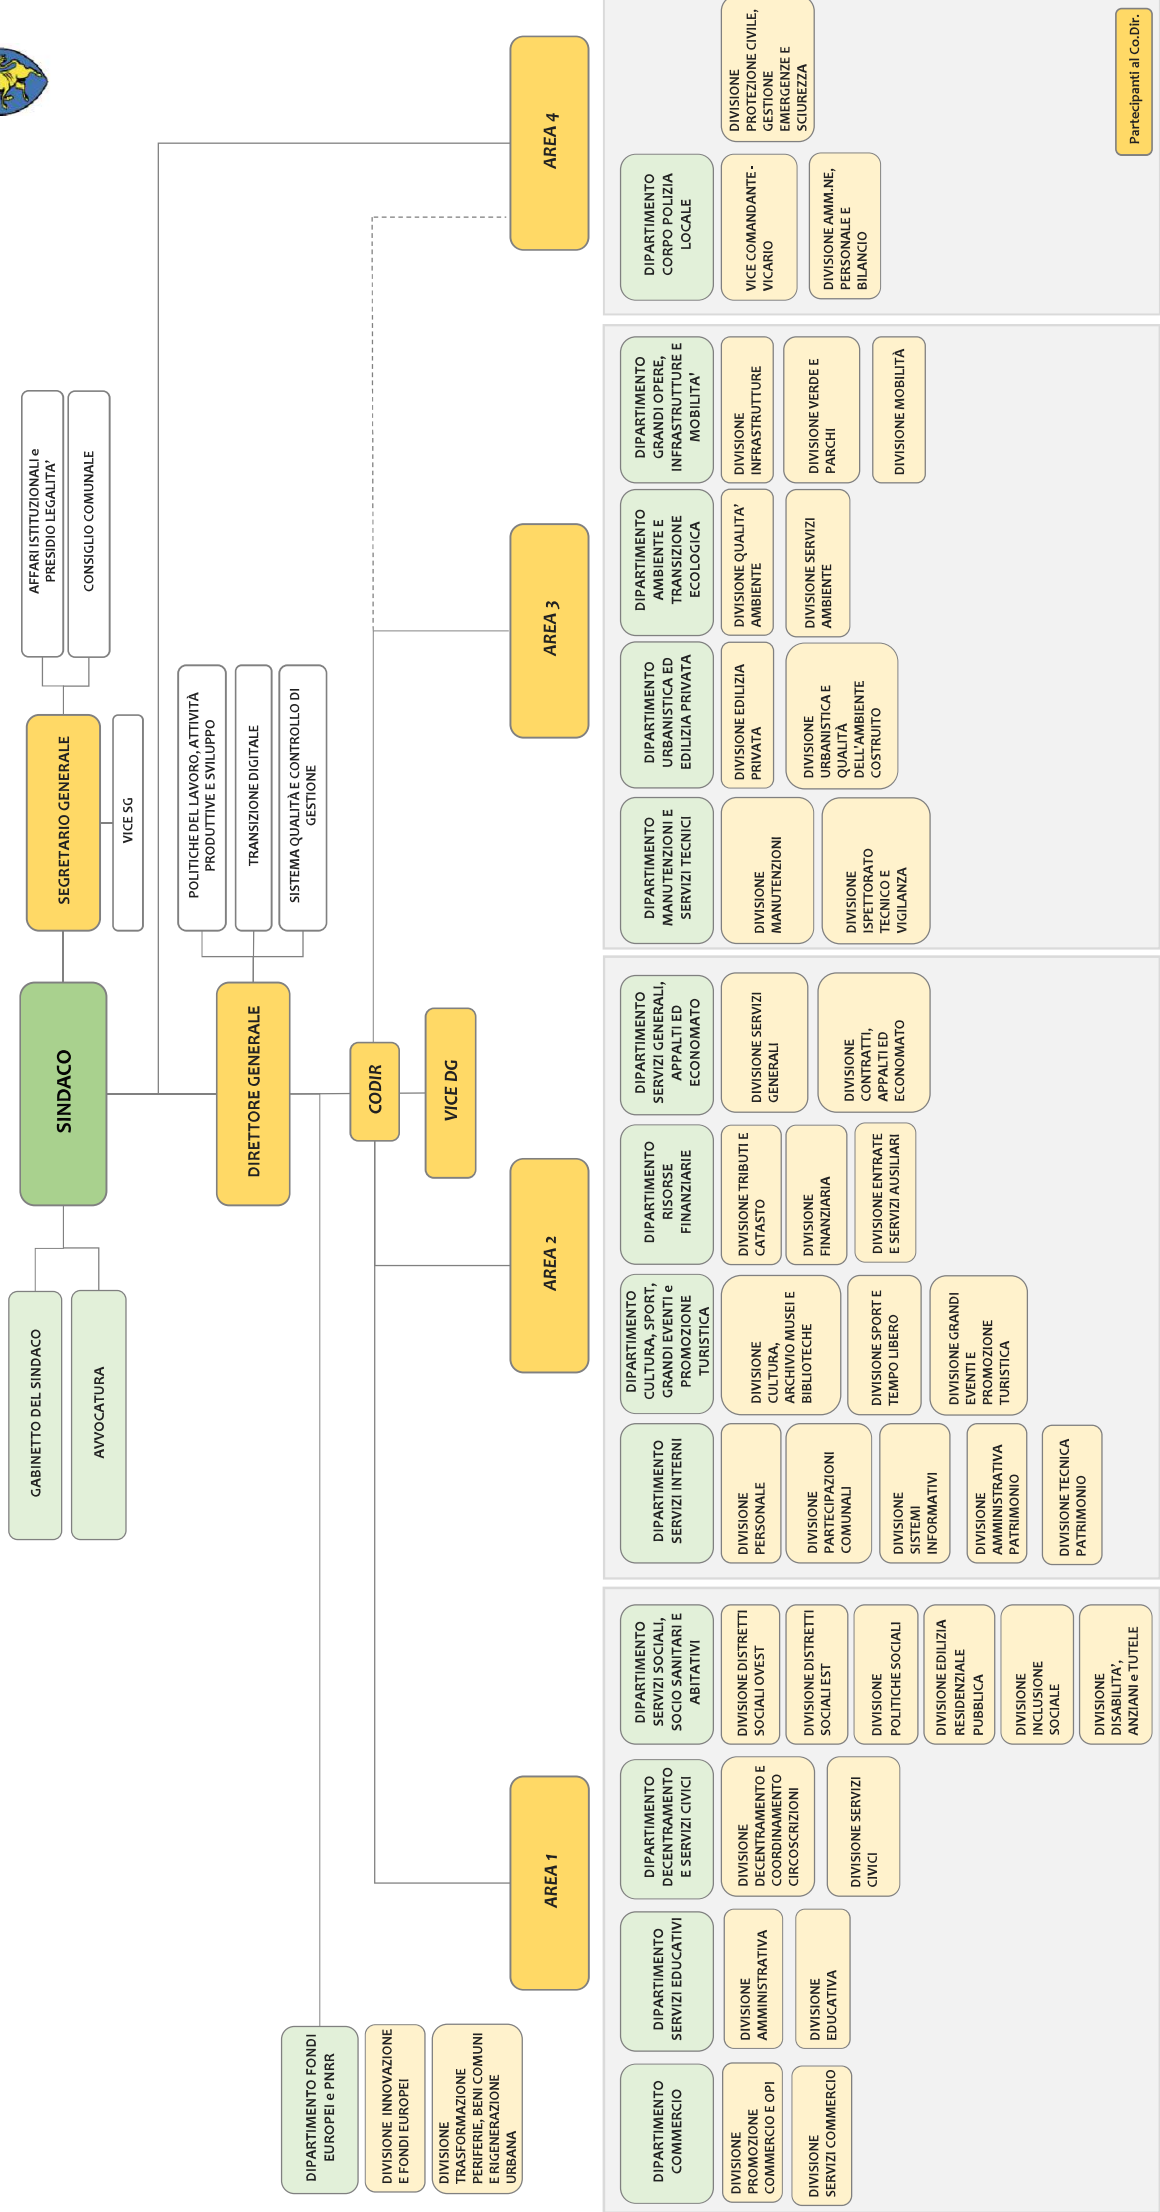 GABINETTO DEL SINDACO
AVVOCATURA
SINDACO
SEGRETARIO GENERALE
VICE SG
AFFARI ISTITUZIONALI e
PRESIDIO LEGALITA'
CONSIGLIO COMUNALE
DIRETTORE GENERALE
POLITICHE DEL LAVORO, ATTIVITÀ
PRODUTTIVE E SVILUPPO
TRANSIZIONE DIGITALE
SISTEMA QUALITÀ E CONTROLLO DI
GESTIONE
DIPARTIMENTO FONDI
EUROPEI e PNRR
DIVISIONE INNOVAZIONE
E FONDI EUROPEI
DIVISIONE
TRASFORMAZIONE
PERIFERIE, BENI COMUNI
E RIGENERAZIONE
URBANA
CODIR
VICE DG
AREA 1
AREA 2
AREA 3
AREA 4
DIPARTIMENTO
COMMERCIO
DIVISIONE
PROMOZIONE
COMMERCIO E OPI
DIVISIONE
SERVIZI COMMERCIO
DIPARTIMENTO
SERVIZI EDUCATIVI
DIVISIONE
AMMINISTRATIVA
DIVISIONE
EDUCATIVA
DIPARTIMENTO
DECENTRAMENTO
E SERVIZI CIVICI
DIVISIONE
DECENTRAMENTO E
COORDINAMENTO
CIRCOSCRIZIONI
DIVISIONE SERVIZI
CIVICI
DIPARTIMENTO
SERVIZI SOCIALI,
SOCIO SANITARI E
ABITATIVI
DIVISIONE DISTRETTI
SOCIALI OVEST
DIVISIONE DISTRETTI
SOCIALI EST
DIVISIONE
POLITICHE SOCIALI
DIVISIONE EDILIZIA
RESIDENZIALE
PUBBLICA
DIVISIONE
INCLUSIONE
SOCIALE
DIVISIONE
DISABILITA',
ANZIANI e TUTELE
DIPARTIMENTO
SERVIZI INTERNI
DIVISIONE
PERSONALE
DIVISIONE
PARTECIPAZIONI
COMUNALI
DIVISIONE
SISTEMI
INFORMATIVI
DIVISIONE
AMMINISTRATIVA
PATRIMONIO
DIVISIONE TECNICA
PATRIMONIO
DIPARTIMENTO
CULTURA, SPORT,
GRANDI EVENTI e
PROMOZIONE
TURISTICA
DIVISIONE
CULTURA,
ARCHIVIO MUSEI E
BIBLIOTECHE
DIVISIONE SPORT E
TEMPO LIBERO
DIVISIONE GRANDI
EVENTI E
PROMOZIONE
TURISTICA
DIPARTIMENTO
RISORSE
FINANZIARIE
DIVISIONE TRIBUTI E
CATASTO
DIVISIONE
FINANZIARIA
DIVISIONE ENTRATE
E SERVIZI AUSILIARI
DIPARTIMENTO
SERVIZI GENERALI,
APPALTI ED
ECONOMATO
DIVISIONE SERVIZI
GENERALI
DIVISIONE
CONTRATTI,
APPALTI ED
ECONOMATO
DIPARTIMENTO
MANUTENZIONI E
SERVIZI TECNICI
DIVISIONE
MANUTENZIONI
DIVISIONE
ISPETTORATO
TECNICO E
VIGILANZA
DIPARTIMENTO
URBANISTICA ED
EDILIZIA PRIVATA
DIVISIONE EDILIZIA
PRIVATA
DIVISIONE
URBANISTICA E
QUALITÀ
DELL'AMBIENTE
COSTRUITO
DIPARTIMENTO
AMBIENTE E
TRANSIZIONE
ECOLOGICA
DIVISIONE QUALITA'
AMBIENTE
DIVISIONE SERVIZI
AMBIENTE
DIPARTIMENTO
GRANDI OPERE,
INFRASTRUTTURE E
MOBILITA'
DIVISIONE
INFRASTRUTTURE
DIVISIONE VERDE E
PARCHI
DIVISIONE MOBILITÀ
DIPARTIMENTO
CORPO POLIZIA
LOCALE
VICE COMANDANTE -
VICARIO
DIVISIONE AMM.NE,
PERSONALE E
BILANCIO
DIVISIONE
PROTEZIONE CIVILE,
GESTIONE
EMERGENZE E
SCIUREZZA
Partecipanti al Co.Dir.